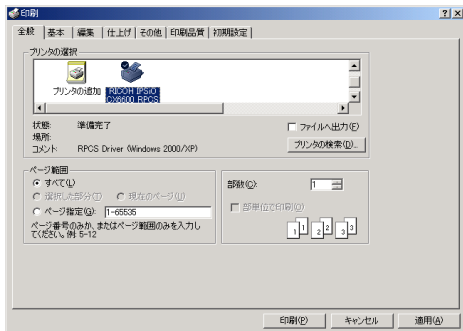 印刷
全般 基本 編集 仕上げ その他 印刷品質 初期設定
プリンタの選択
プリンタの追加
RICOH IPSiO
CX6600 RPCS
状態: 準備完了
場所:
コメント: RPCS Driver (Windows 2000/XP)
ファイルへ出力(F)
プリンタの検索(D)...
ページ範囲
すべて(L)
選択した部分(T) 現在のページ(U)
ページ指定(G): 1-65535
ページ番号のみか、またはページ範囲のみを入力し
てください。例: 5-12
部数(C): 1
部単位で印刷(O)
1 1 2 2 3 3
印刷(P) キャンセル 適用(A)